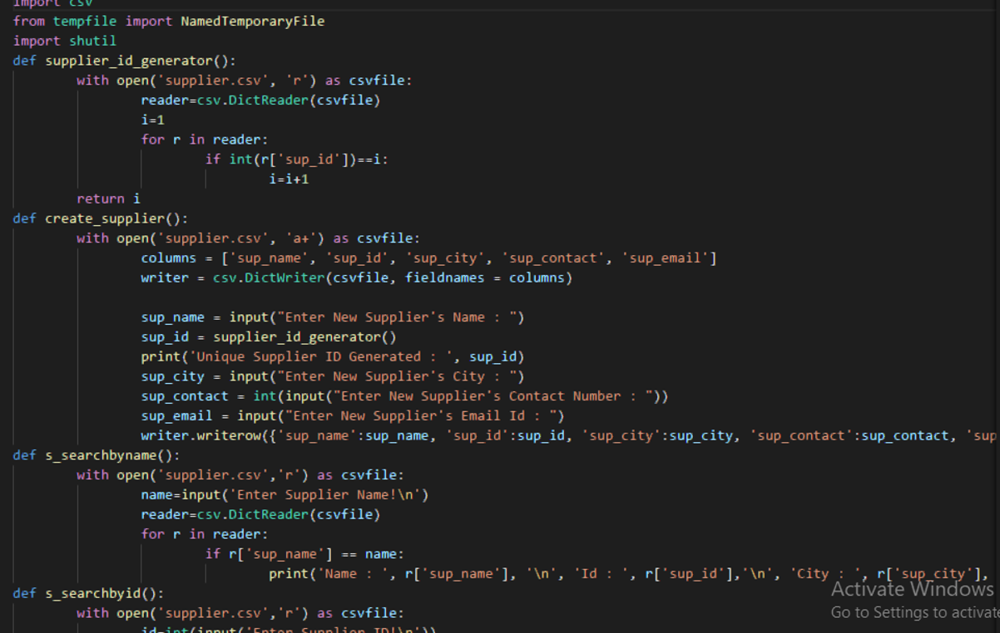 import csv
from tempfile import NamedTemporaryFile
import shutil
def supplier_id_generator():
with open('supplier.csv', 'r') as csvfile:
reader=csv.DictReader(csvfile)
i=1
for r in reader:
if int(r['sup_id'])==i:
i=i+1
return i
def create_supplier():
with open('supplier.csv', 'a+') as csvfile:
columns = ['sup_name', 'sup_id', 'sup_city', 'sup_contact', 'sup_email']
writer = csv.DictWriter(csvfile, fieldnames = columns)
sup_name = input("Enter New Supplier's Name : ")
sup_id = supplier_id_generator()
print('Unique Supplier ID Generated : ', sup_id)
sup_city = input("Enter New Supplier's City : ")
sup_contact = int(input("Enter New Supplier's Contact Number : "))
sup_email = input("Enter New Supplier's Email Id : ")
writer.writerow({'sup_name':sup_name, 'sup_id':sup_id, 'sup_city':sup_city, 'sup_contact':sup_contact, 'sup
def s_searchbyname():
with open('supplier.csv','r') as csvfile:
name=input('Enter Supplier Name!\n')
reader=csv.DictReader(csvfile)
for r in reader:
if r['sup_name'] == name:
print('Name : ', r['sup_name'], '\n', 'Id : ', r['sup_id'],'\n', 'City : ', r['sup_city'],
def s_searchbyid():
with open('supplier.csv','r') as csvfile:
id=int(input('Enter Supplier ID!\n'))
Activate Windows
Go to Settings to activate